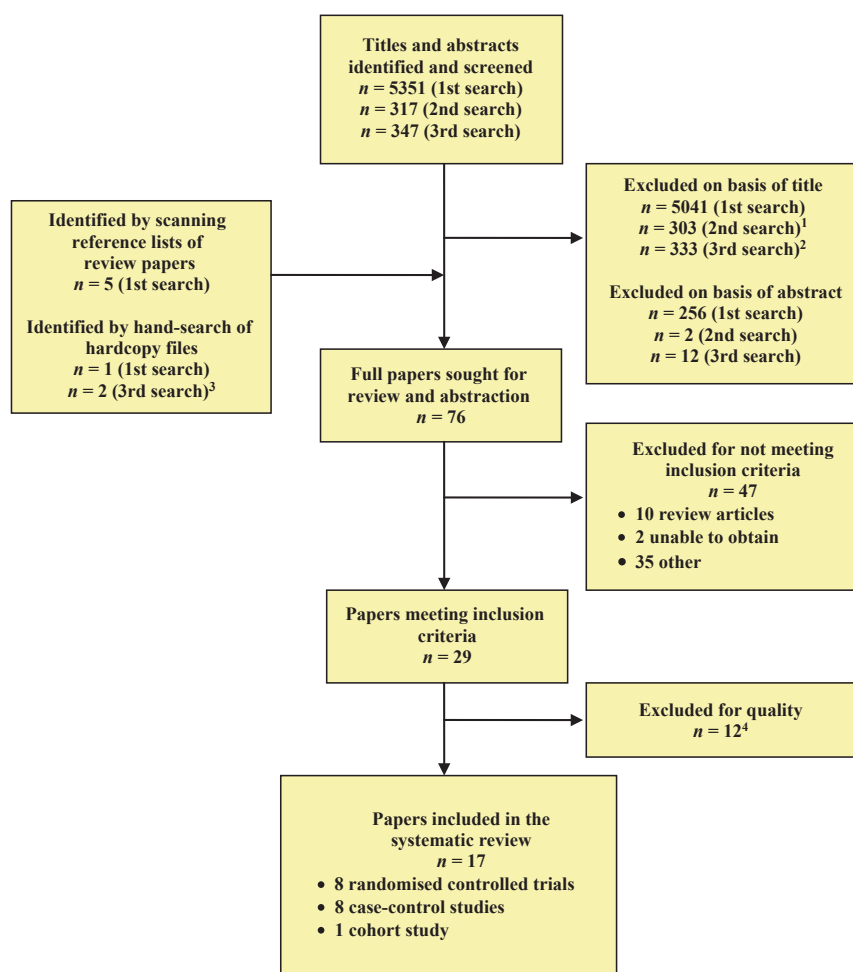 Titles and abstracts
identified and screened
n = 5351 (1st search)
n = 317 (2nd search)
n = 347 (3rd search)
Excluded on basis of title
n = 5041 (1st search)
n = 303 (2nd search)¹
n = 333 (3rd search)²
Excluded on basis of abstract
n = 256 (1st search)
n = 2 (2nd search)
n = 12 (3rd search)
Identified by scanning
reference lists of
review papers
n = 5 (1st search)
Identified by hand-search of
hardcopy files
n = 1 (1st search)
n = 2 (3rd search)³
Full papers sought for
review and abstraction
n = 76
Excluded for not meeting
inclusion criteria
n = 47
• 10 review articles
• 2 unable to obtain
• 35 other
Papers meeting inclusion
criteria
n = 29
Excluded for quality
n = 12⁴
Papers included in the
systematic review
n = 17
• 8 randomised controlled trials
• 8 case-control studies
• 1 cohort study